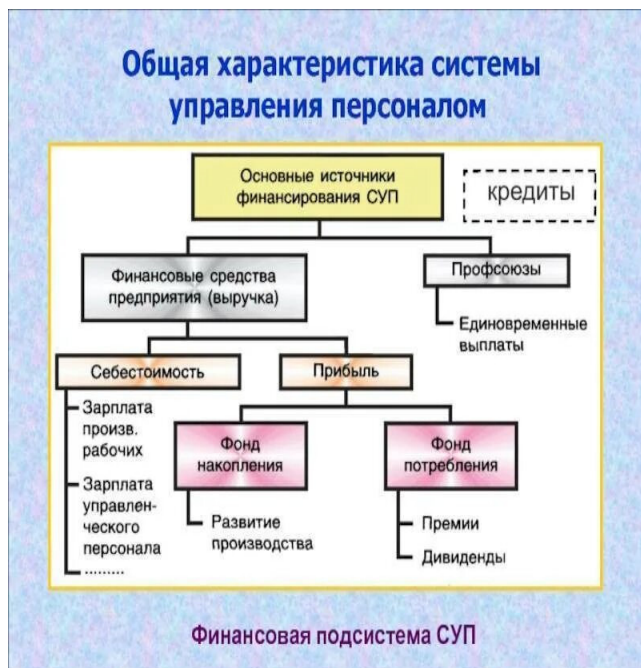 Общая характеристика системы
управления персоналом
Основные источники
финансирования СУП
кредиты
Финансовые средства
предприятия (выручка)
Профсоюзы
Единовременные
выплаты
Себестоимость
Прибыль
Зарплата
произв.
рабочих
Зарплата
управлен-
ческого
персонала
.........
Фонд
накопления
Развитие
производства
Фонд
потребления
Премии
Дивиденды
Финансовая подсистема СУП